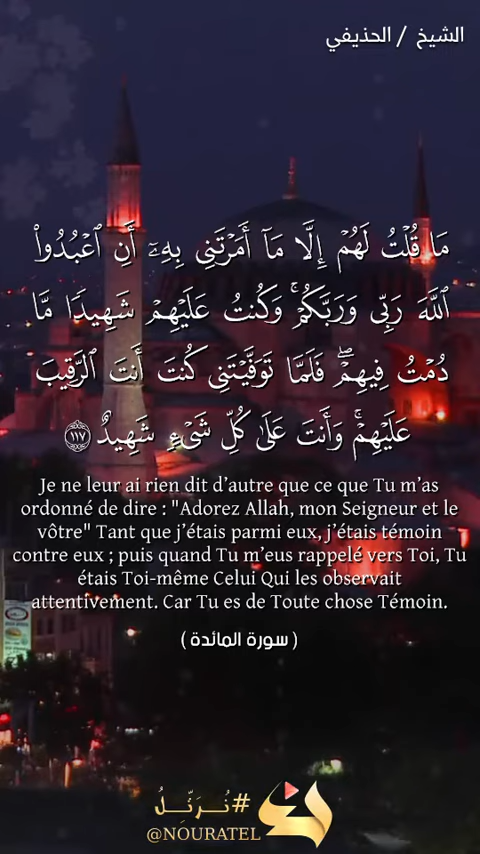 الشيخ / الحذيفي
مَا قُلْتُ لَهُمْ إِلَّا مَآ أَمَرْتَنِى بِهِۦٓ أَنِ ٱعْبُدُوا۟
ٱللَّهَ رَبِّى وَرَبَّكُمْ ۚ وَكُنتُ عَلَيْهِمْ شَهِيدًا مَّا
دُمْتُ فِيهِمْ ۖ فَلَمَّا تَوَفَّيْتَنِى كُنتَ أَنتَ ٱلرَّقِيبَ
عَلَيْهِمْ ۚ وَأَنتَ عَلَىٰ كُلِّ شَىْءٍ شَهِيدٌ ١١٧
Je ne leur ai rien dit d’autre que ce que Tu m’as
ordonné de dire : "Adorez Allah, mon Seigneur et le
vôtre" Tant que j’étais parmi eux, j’étais témoin
contre eux ; puis quand Tu m’eus rappelé vers Toi, Tu
étais Toi-même Celui Qui les observait
attentivement. Car Tu es de Toute chose Témoin.
( سورة المائدة )
#نُرَتِّلُ
@NOURATEL